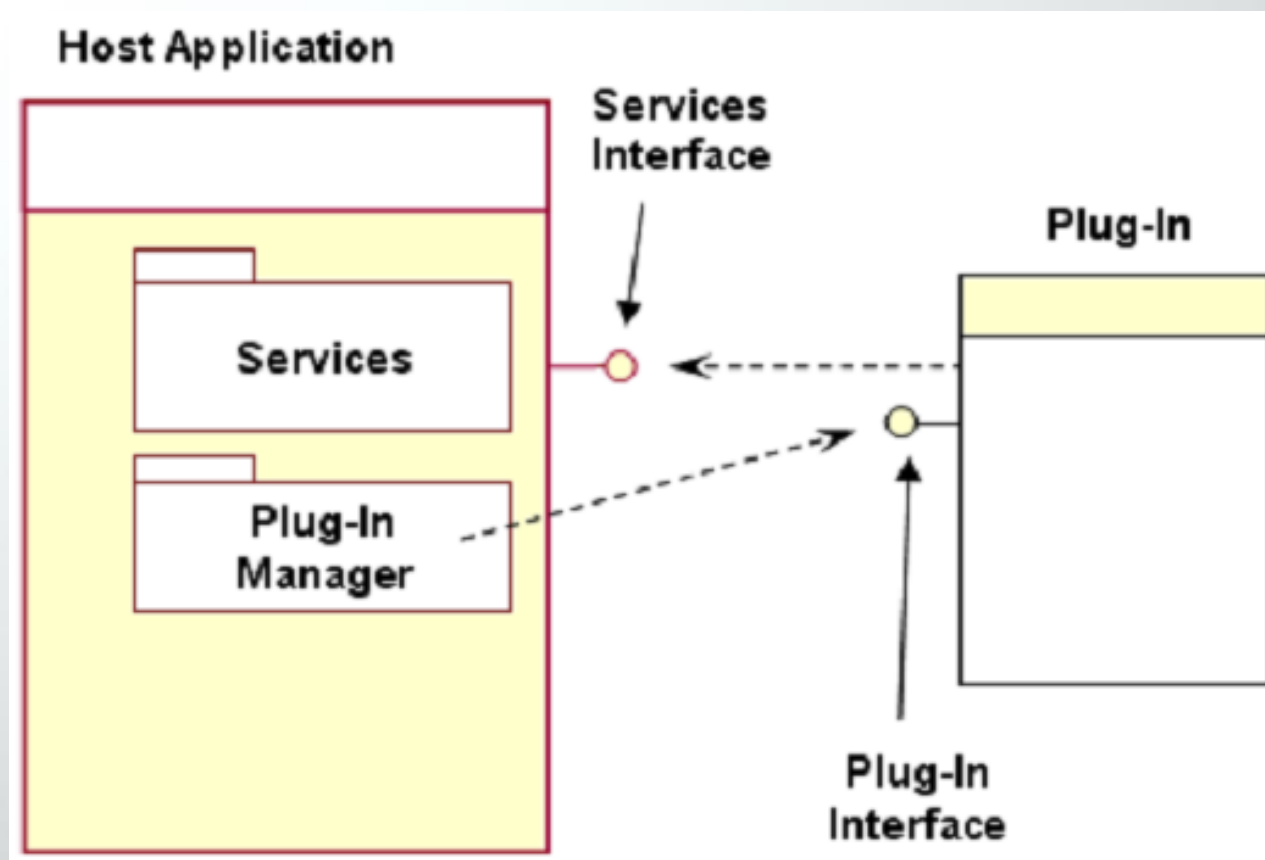 Host Application
Services
Interface
Plug-In
Services
Plug-In
Manager
Plug-In
Interface